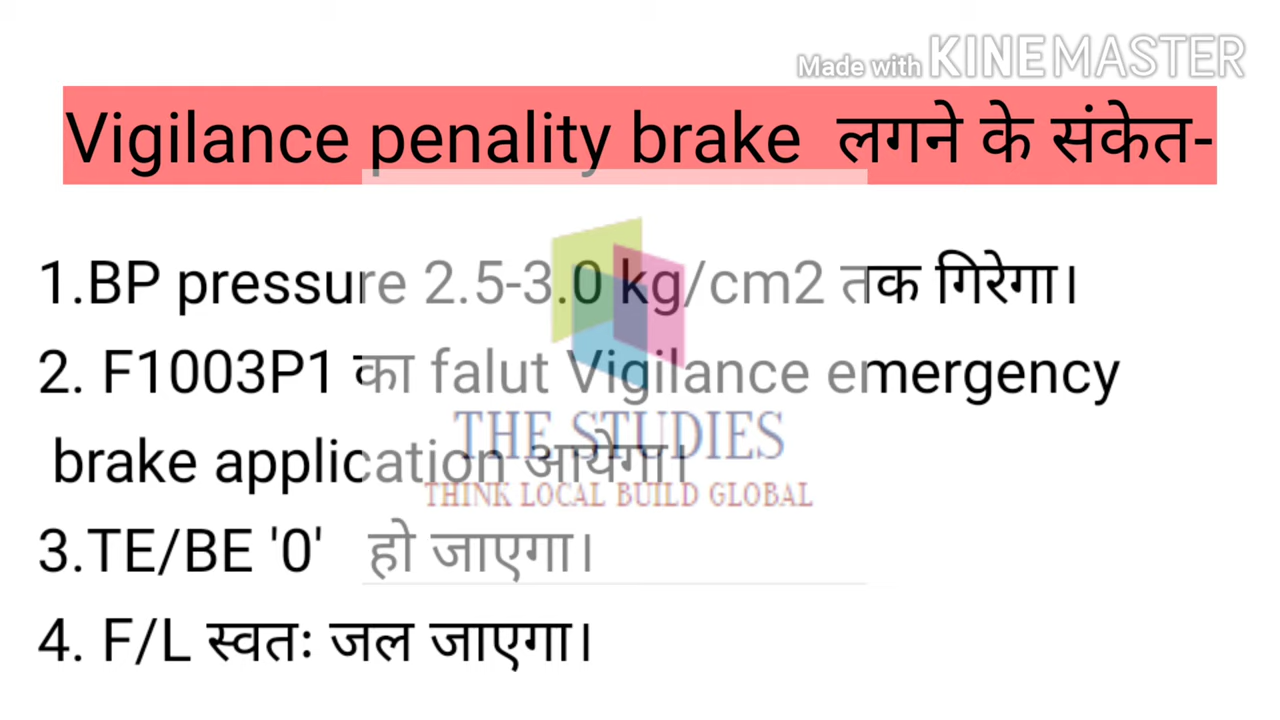 Made with KINEMASTER
Vigilance penality brake लगने के संकेत-
1.BP pressure 2.5-3.0 kg/cm2 तक गिरेगा।
2. F1003P1 का falut Vigilance emergency
brake application आयेगा।
THE STUDIES
THINK LOCAL BUILD GLOBAL
3.TE/BE '0' हो जाएगा।
4. F/L स्वतः जल जाएगा।